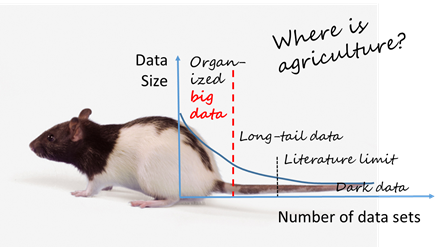 Where is
agriculture?
Data
Size
Organ-
ized
big
data
Long-tail data
Literature limit
Dark data
Number of data sets